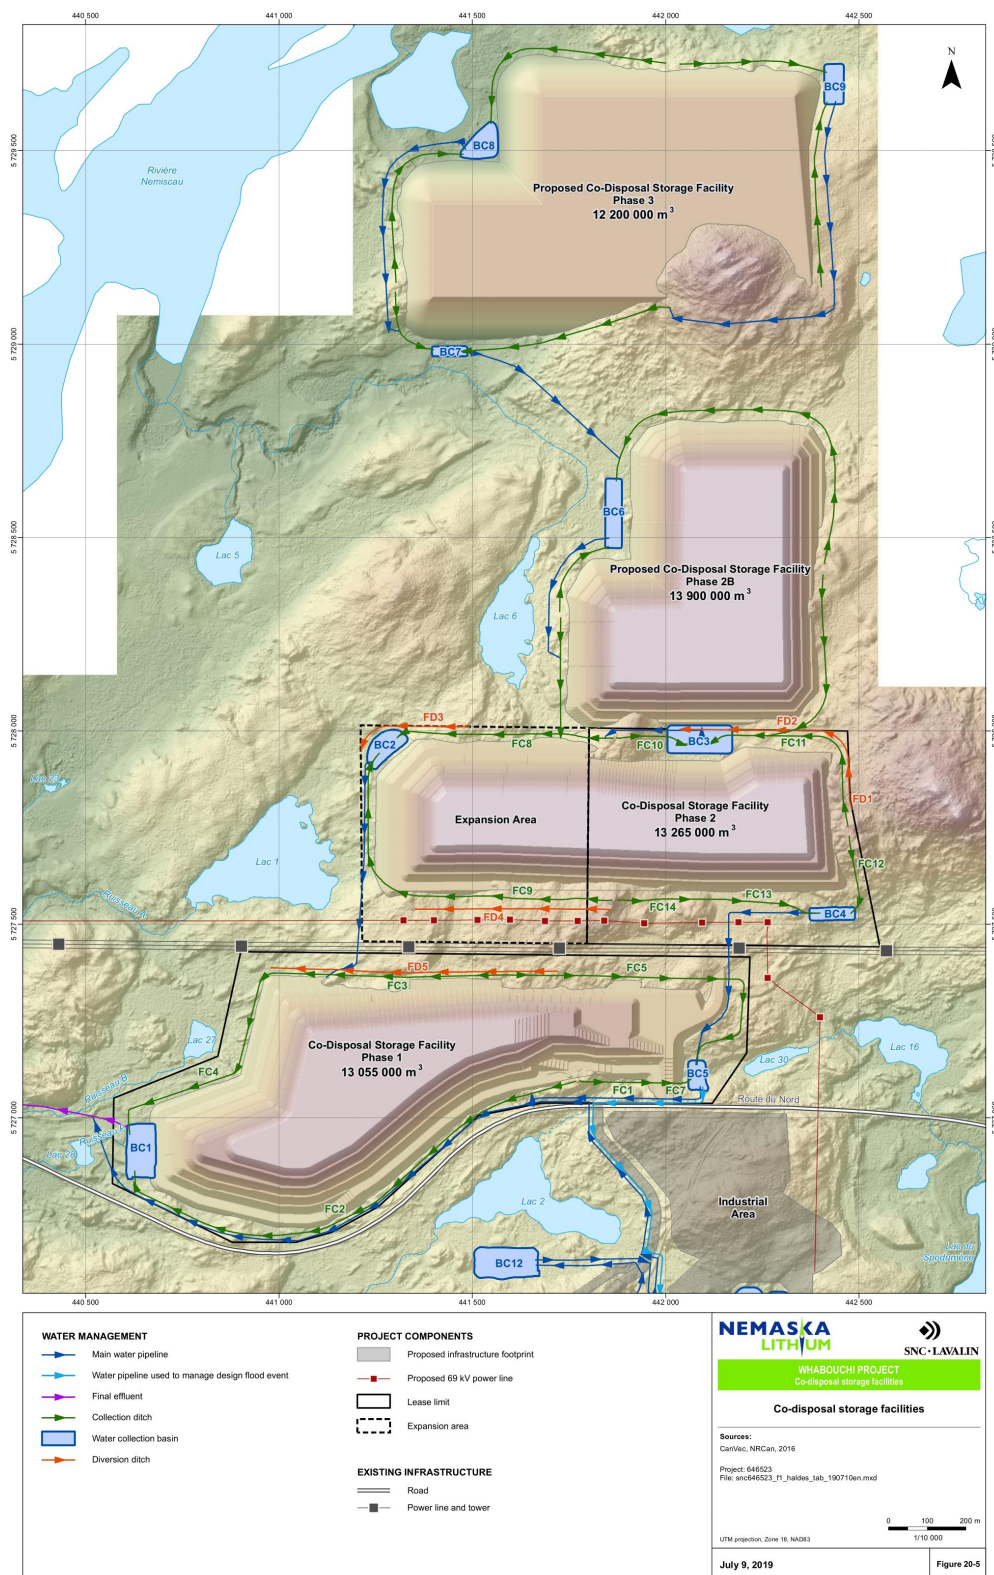 440 500
441 000
441 500
442 000
442 500
N
BC9
5 729 500
BC8
Rivière
Nemiscau
Proposed Co-Disposal Storage Facility
Phase 3
12 200 000 m³
5 729 000
BC7
BC6
5 728 500
Lac 5
Proposed Co-Disposal Storage Facility
Phase 2B
13 900 000 m³
Lac 6
5 728 000
FD3
FD2
BC2
FC8
FC10
BC3
FC11
FD1
Lac 1
Expansion Area
Co-Disposal Storage Facility
Phase 2
13 265 000 m³
FC12
Ruisseau A
FC9
FC13
FC14
FD4
BC4
5 727 500
FD5
FC5
FC3
Lac 27
Co-Disposal Storage Facility
Phase 1
13 055 000 m³
Lac 16
Lac 30
FC4
BC5
Ruisseau B
FC1
FC7
Route du Nord
5 727 000
Ruisseau F
BC1
Lac 28
FC2
Lac 2
Industrial
Area
Lac du
Spodumène
BC12
440 500
441 000
441 500
442 000
442 500
WATER MANAGEMENT
Main water pipeline
Water pipeline used to manage design flood event
Final effluent
Collection ditch
Water collection basin
Diversion ditch
PROJECT COMPONENTS
Proposed infrastructure footprint
Proposed 69 kV power line
Lease limit
Expansion area
EXISTING INFRASTRUCTURE
Road
Power line and tower
NEMASKA
LITHIUM
SNC•LAVALIN
WHABOUCHI PROJECT
Co-disposal storage facilities
Co-disposal storage facilities
Sources:
CanVec, NRCan, 2016
Project: 646523
File: snc646523_f1_haldes_tab_190710en.mxd
0 100 200 m
1/10 000
UTM projection, Zone 18, NAD83
July 9, 2019
Figure 20-5